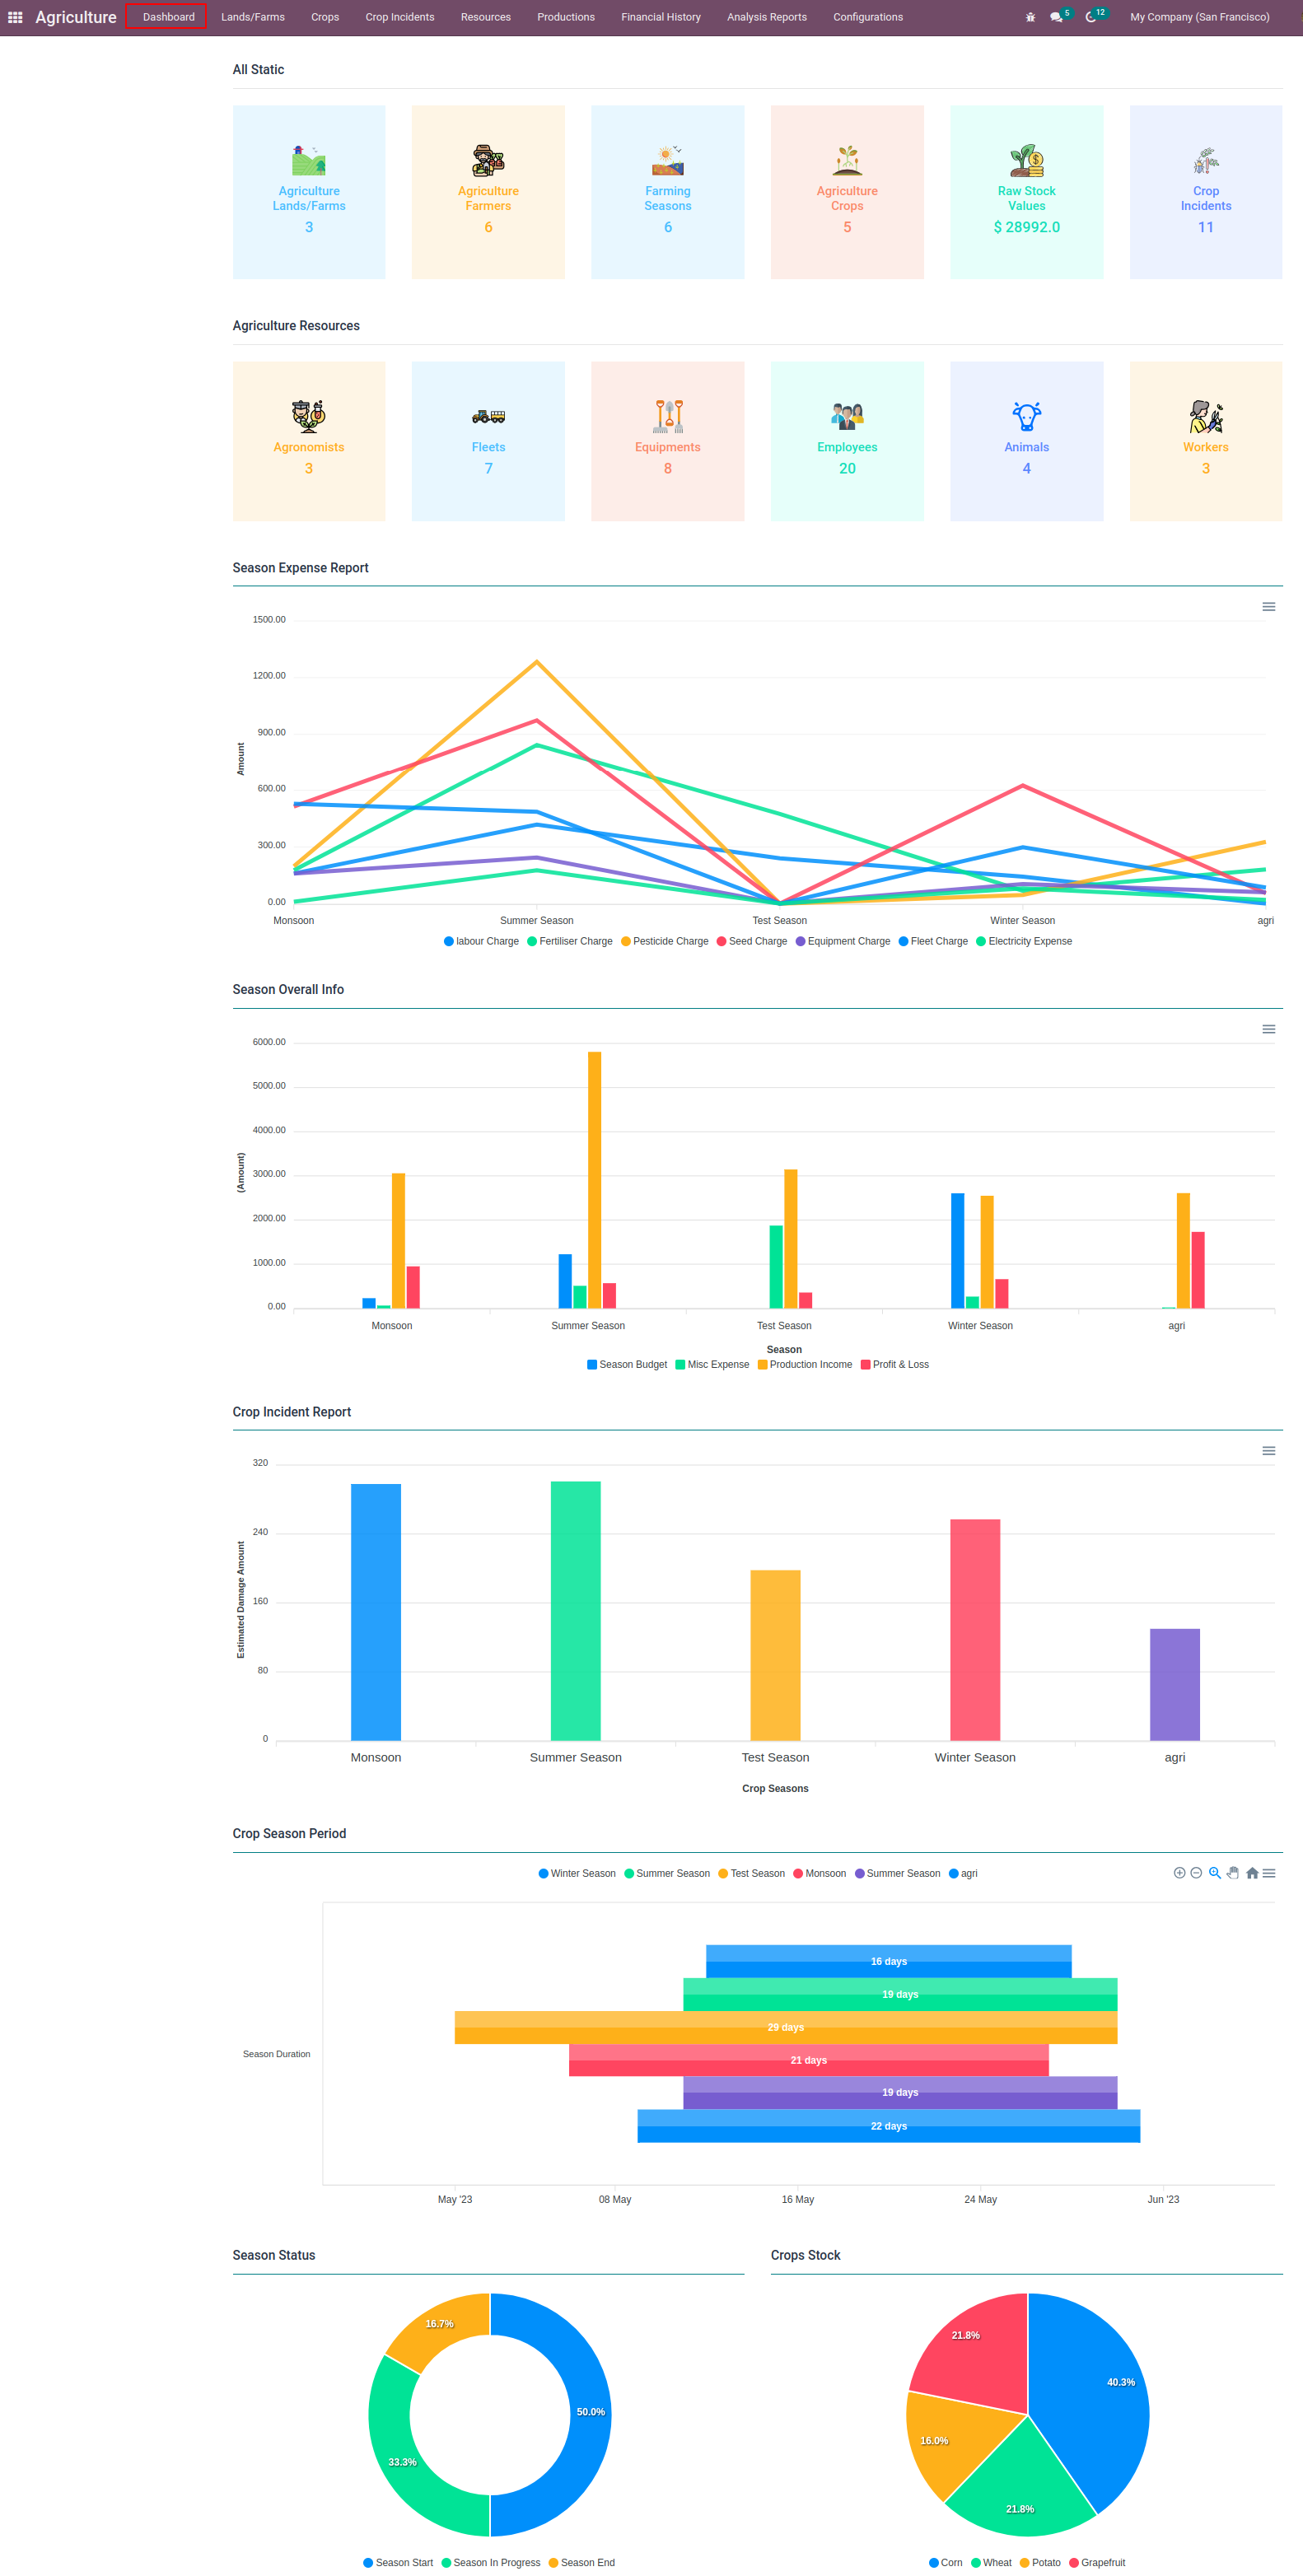 Agriculture Dashboard Lands/Farms Crops Crop Incidents Resources Productions Financial History Analysis Reports Configurations 5 12 My Company (San Francisco)
All Static
Agriculture
Lands/Farms
3
Agriculture
Farmers
6
Farming
Seasons
6
Agriculture
Crops
5
Raw Stock
Values
$ 28992.0
Crop
Incidents
11
Agriculture Resources
Agronomists
3
Fleets
7
Equipments
8
Employees
20
Animals
4
Workers
3
Season Expense Report
1500.00
1200.00
900.00
600.00
300.00
0.00
Amount
Monsoon Summer Season Test Season Winter Season agri
labour Charge Fertiliser Charge Pesticide Charge Seed Charge Equipment Charge Fleet Charge Electricity Expense
Season Overall Info
6000.00
5000.00
4000.00
3000.00
2000.00
1000.00
0.00
(Amount)
Monsoon Summer Season Test Season Winter Season agri
Season
Season Budget Misc Expense Production Income Profit & Loss
Crop Incident Report
320
240
160
80
0
Estimated Damage Amount
Monsoon Summer Season Test Season Winter Season agri
Crop Seasons
Crop Season Period
Winter Season Summer Season Test Season Monsoon Summer Season agri
16 days
19 days
29 days
21 days
19 days
22 days
Season Duration
May '23 08 May 16 May 24 May Jun '23
Season Status
16.7%
50.0%
33.3%
Season Start Season In Progress Season End
Crops Stock
21.8%
40.3%
16.0%
21.8%
Corn Wheat Potato Grapefruit